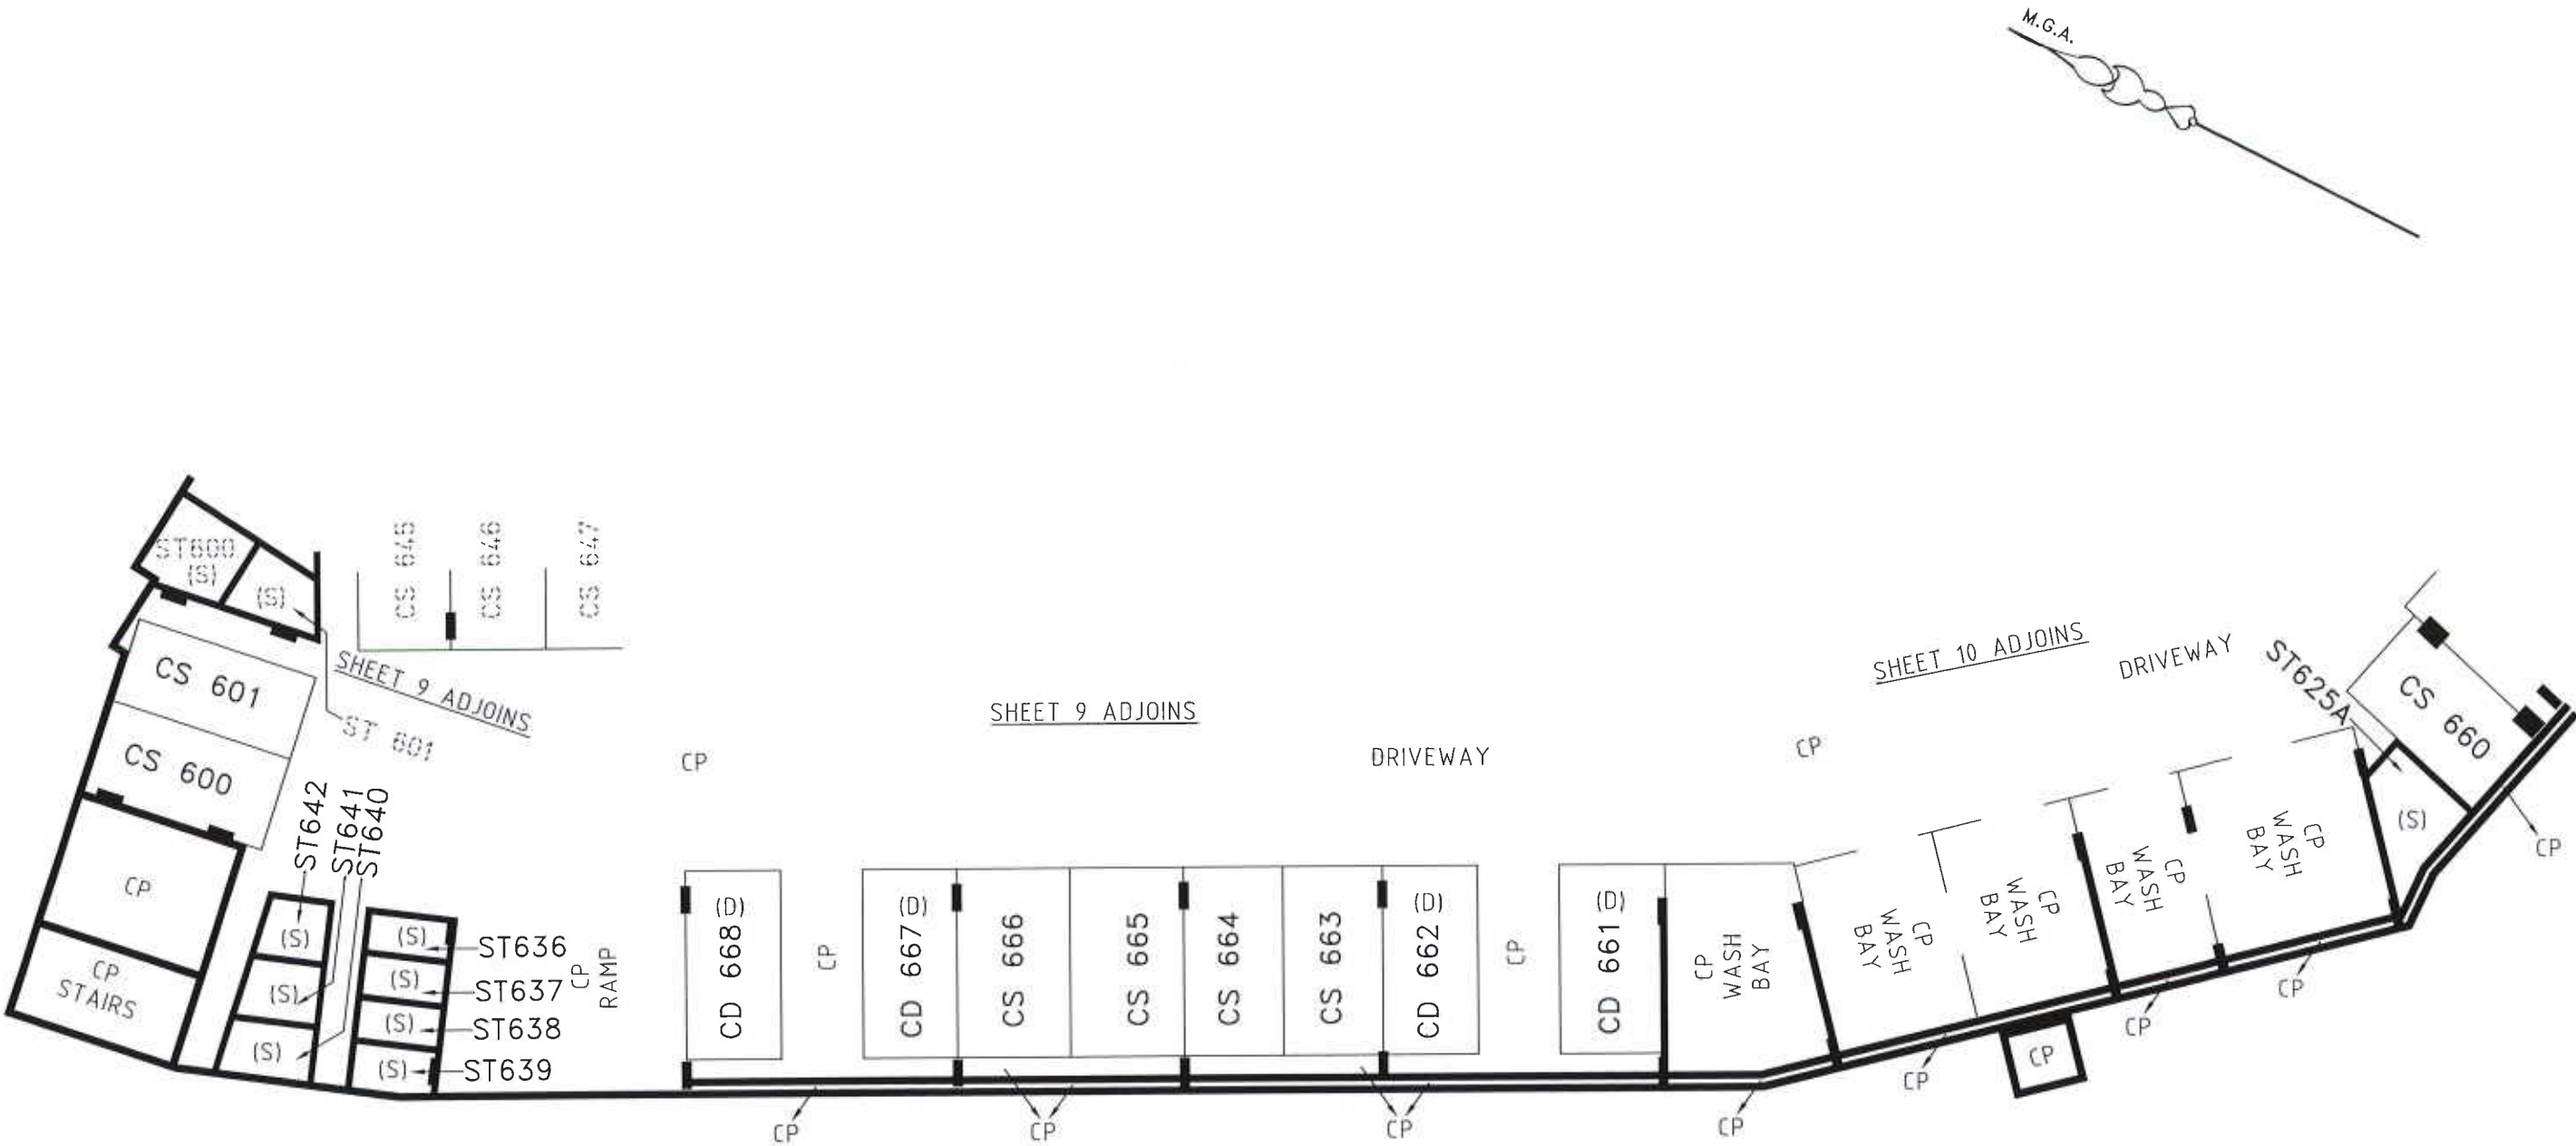 M.G.A.
ST600
(S)
(S)
CS 645
CS 646
CS 647
SHEET 9 ADJOINS
ST 601
CS 601
CS 600
CP
CP
STAIRS
ST642
ST641
ST640
(S)
(S)
(S)
(S)
(S)
(S)
(S)
ST636
ST637
ST638
ST639
CP
RAMP
CP
SHEET 9 ADJOINS
DRIVEWAY
CP
SHEET 10 ADJOINS
DRIVEWAY
ST625A
CS 660
(S)
CP
CD 668 (D)
CP
CD 667 (D)
CS 666
CS 665
CS 664
CS 663
CD 662 (D)
CP
CD 661 (D)
CP
WASH
BAY
CP
WASH
BAY
CP
WASH
BAY
CP
WASH
BAY
CP
WASH
BAY
CP
CP
CP
CP
CP
CP
CP
CP